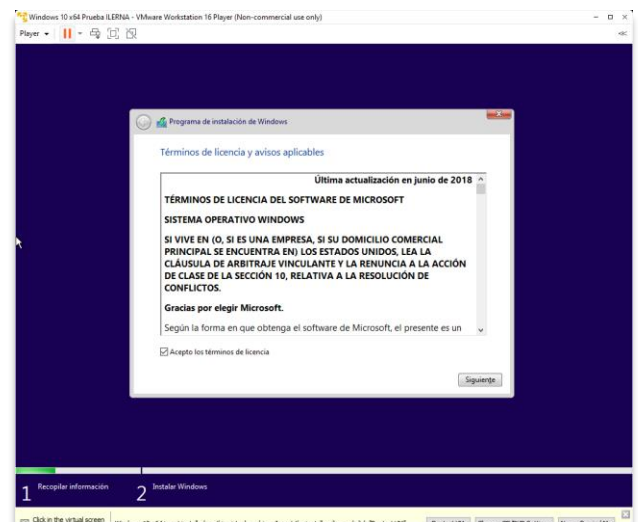 Windows 10 x64 Prueba ILERNA - VMware Workstation 16 Player (Non-commercial use only)
Player
Programa de instalación de Windows
Términos de licencia y avisos aplicables
Última actualización en junio de 2018
TÉRMINOS DE LICENCIA DEL SOFTWARE DE MICROSOFT
SISTEMA OPERATIVO WINDOWS
SI VIVE EN (O, SI ES UNA EMPRESA, SI SU DOMICILIO COMERCIAL
PRINCIPAL SE ENCUENTRA EN) LOS ESTADOS UNIDOS, LEA LA
CLÁUSULA DE ARBITRAJE VINCULANTE Y LA RENUNCIA A LA ACCIÓN
DE CLASE DE LA SECCIÓN 10, RELATIVA A LA RESOLUCIÓN DE
CONFLICTOS.
Gracias por elegir Microsoft.
Según la forma en que obtenga el software de Microsoft, el presente es un
Acepto los términos de licencia
Siguiente
1 Recopilar información
2 Instalar Windows
Click in the virtual screen